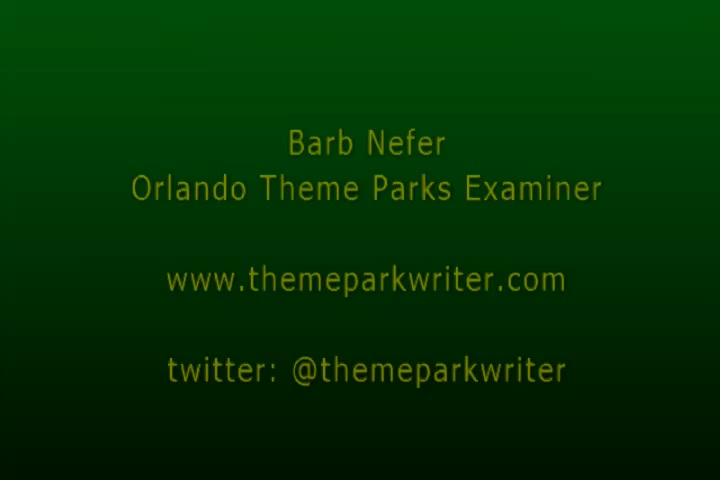 Barb Nefer
Orlando Theme Parks Examiner
www.themeparkwriter.com
twitter: @themeparkwriter